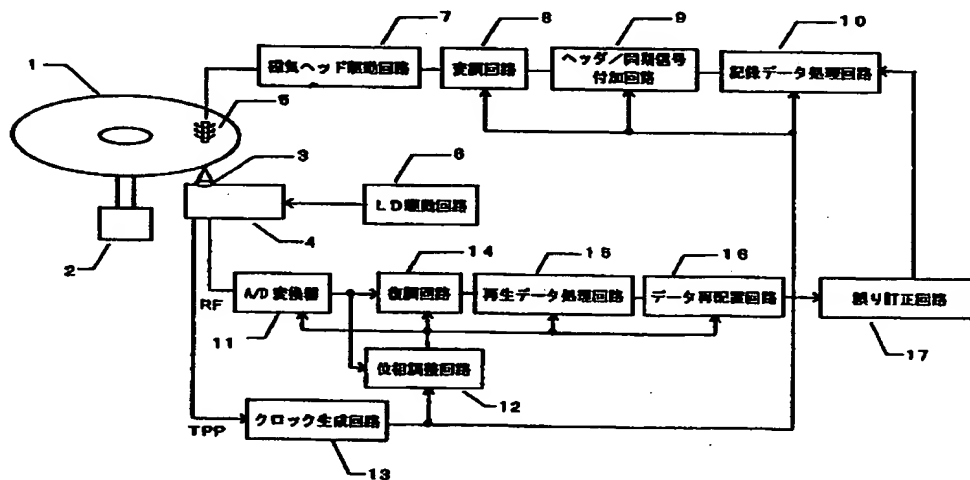 7
8
9
10
1
磁気ヘッド駆動回路
変調回路
ヘッダ/同期信号
付加回路
記録データ処理回路
5
3
6
LD駆動回路
2
4
14
15
16
RF
A/D変換器
復調回路
再生データ処理回路
データ再配置回路
誤り訂正回路
11
17
位相調整回路
12
TPP
クロック生成回路
13